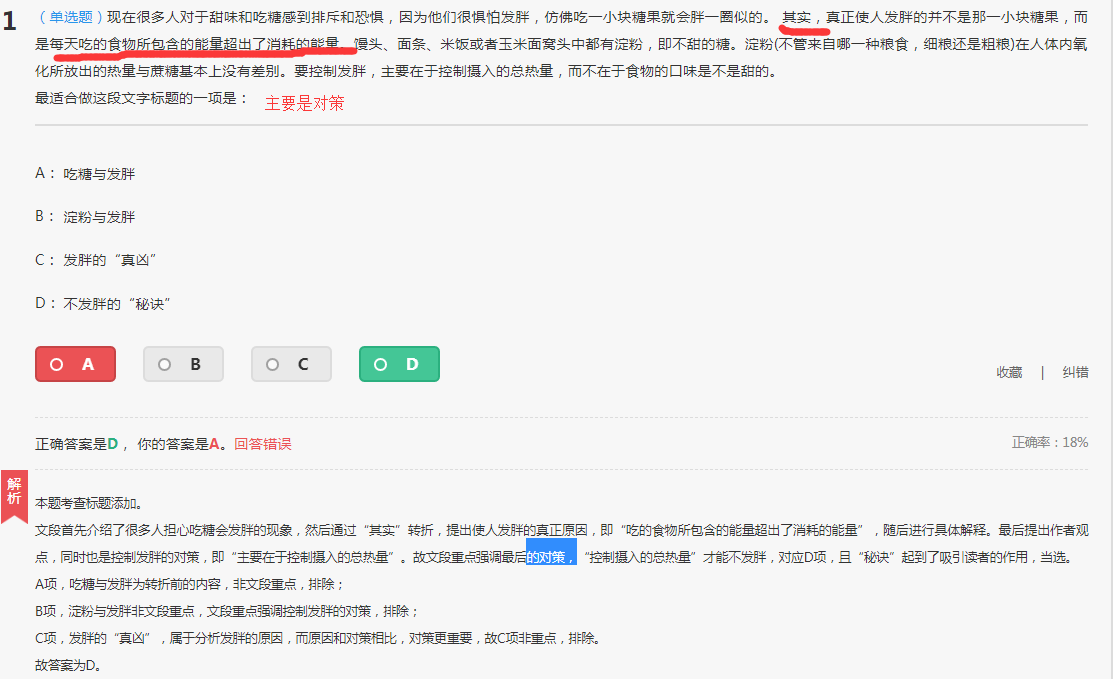 1
（单选题）现在很多人对于甜味和吃糖感到排斥和恐惧，因为他们很惧怕发胖，仿佛吃一小块糖果就会胖一圈似的。 其实，真正使人发胖的并不是那一小块糖果，而
是每天吃的食物所包含的能量超出了消耗的能量。馒头、面条、米饭或者玉米面窝头中都有淀粉，即不甜的糖。淀粉(不管来自哪一种粮食，细粮还是粗粮)在人体内氧
化所放出的热量与蔗糖基本上没有差别。要控制发胖，主要在于控制摄入的总热量，而不在于食物的口味是不是甜的。
最适合做这段文字标题的一项是： 主要是对策
A： 吃糖与发胖
B： 淀粉与发胖
C： 发胖的“真凶”
D： 不发胖的“秘诀”
A B C D
收藏 | 纠错
正确答案是D， 你的答案是A。回答错误 正确率：18%
解析
本题考查标题添加。
文段首先介绍了很多人担心吃糖会发胖的现象，然后通过“其实”转折，提出使人发胖的真正原因，即“吃的食物所包含的能量超出了消耗的能量”，随后进行具体解释。最后提出作者观
点，同时也是控制发胖的对策，即“主要在于控制摄入的总热量”。故文段重点强调最后的对策，“控制摄入的总热量”才能不发胖，对应D项，且“秘诀”起到了吸引读者的作用，当选。
A项，吃糖与发胖为转折前的内容，非文段重点，排除；
B项，淀粉与发胖非文段重点，文段重点强调控制发胖的对策，排除；
C项，发胖的“真凶”，属于分析发胖的原因，而原因和对策相比，对策更重要，故C项非重点，排除。
故答案为D。